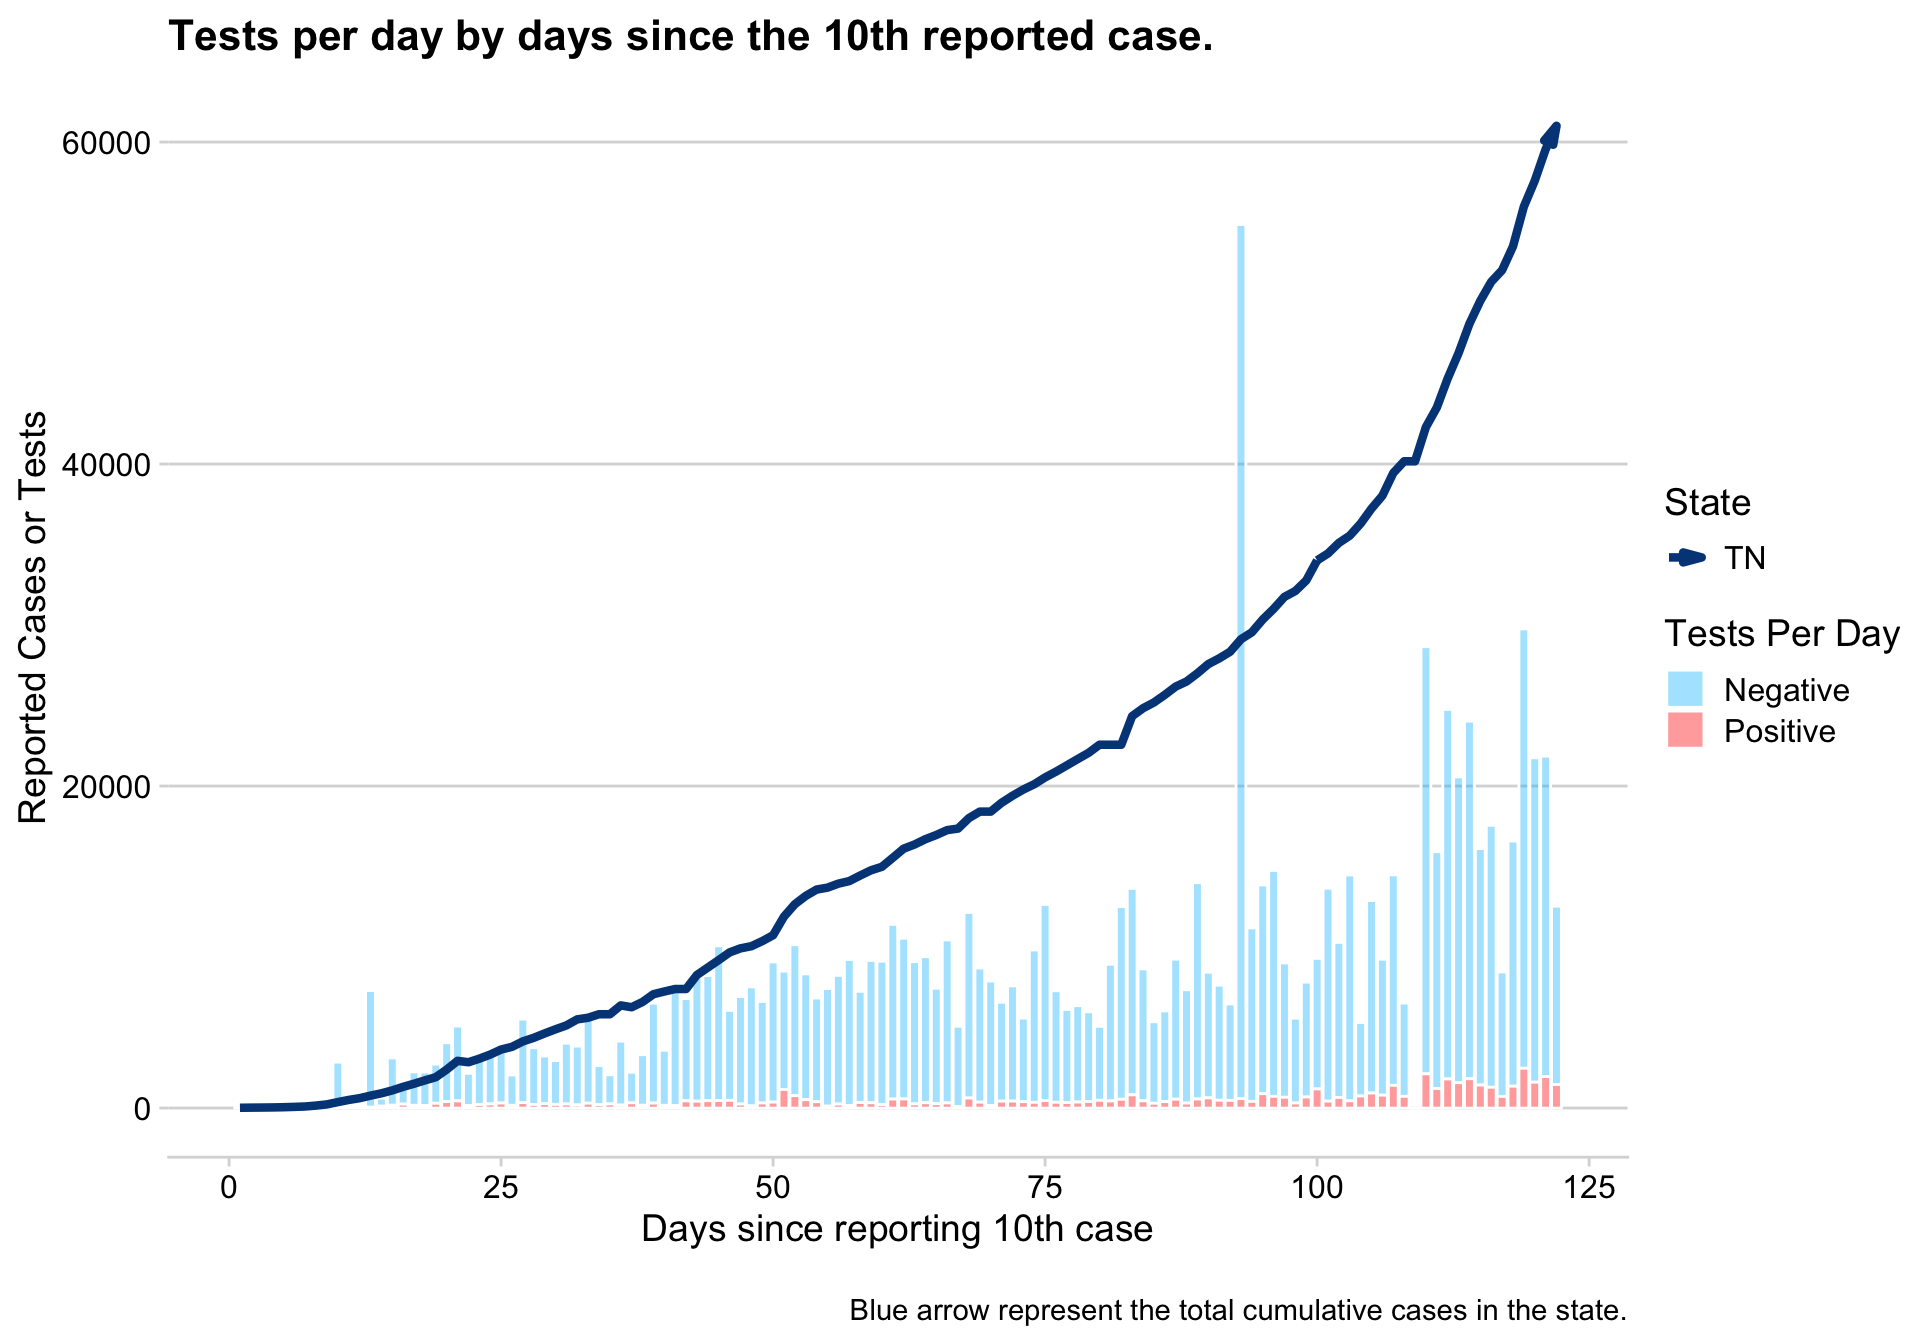 Tests per day by days since the 10th reported case.
60000
40000
20000
0
Reported Cases or Tests
0 25 50 75 100 125
Days since reporting 10th case
State
TN
Tests Per Day
Negative
Positive
Blue arrow represent the total cumulative cases in the state.